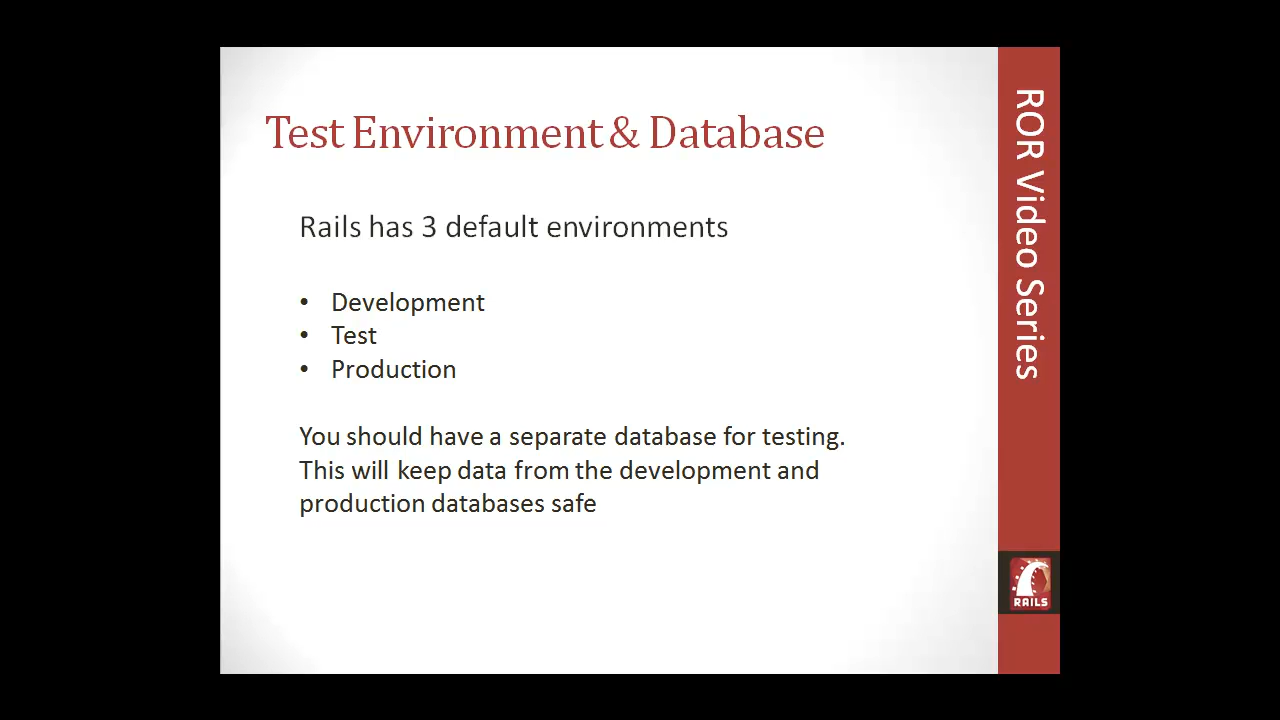 Test Environment & Database
Rails has 3 default environments
• Development
• Test
• Production
You should have a separate database for testing.
This will keep data from the development and
production databases safe
ROR Video Series
RAILS